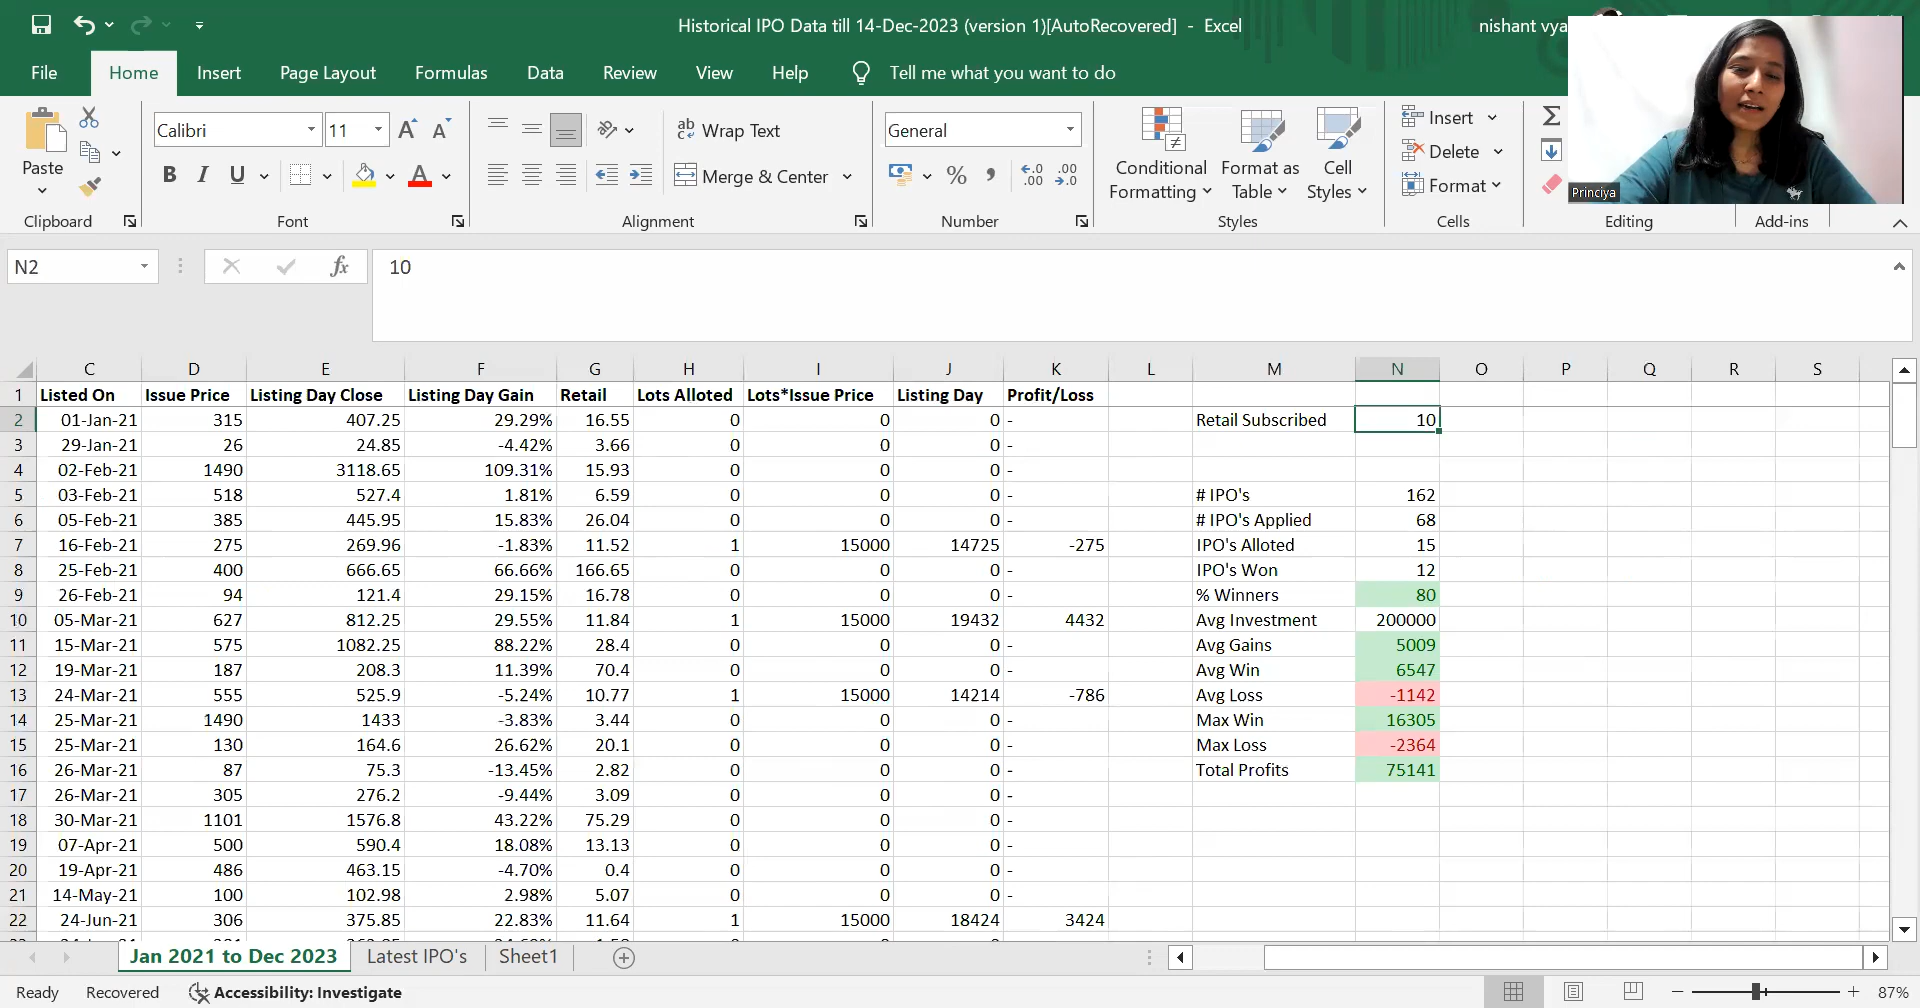 Historical IPO Data till 14-Dec-2023 (version 1)[AutoRecovered] - Excel
nishant vya
File Home Insert Page Layout Formulas Data Review View Help Tell me what you want to do
Calibri 11 A A ab Wrap Text General Insert
Paste B I U A Merge & Center % Conditional Formatting Format as Table Cell Styles Delete Format
Princiya
Clipboard Font Alignment Number Styles Cells Editing Add-ins
N2 fx 10
C D E F G H I J K L M N O P Q R S
1 Listed On Issue Price Listing Day Close Listing Day Gain Retail Lots Alloted Lots*Issue Price Listing Day Profit/Loss
2 01-Jan-21 315 407.25 29.29% 16.55 0 0 0 - Retail Subscribed 10
3 29-Jan-21 26 24.85 -4.42% 3.66 0 0 0 -
4 02-Feb-21 1490 3118.65 109.31% 15.93 0 0 0 -
5 03-Feb-21 518 527.4 1.81% 6.59 0 0 0 - # IPO's 162
6 05-Feb-21 385 445.95 15.83% 26.04 0 0 0 - # IPO's Applied 68
7 16-Feb-21 275 269.96 -1.83% 11.52 1 15000 14725 -275 IPO's Alloted 15
8 25-Feb-21 400 666.65 66.66% 166.65 0 0 0 - IPO's Won 12
9 26-Feb-21 94 121.4 29.15% 16.78 0 0 0 - % Winners 80
10 05-Mar-21 627 812.25 29.55% 11.84 1 15000 19432 4432 Avg Investment 200000
11 15-Mar-21 575 1082.25 88.22% 28.4 0 0 0 - Avg Gains 5009
12 19-Mar-21 187 208.3 11.39% 70.4 0 0 0 - Avg Win 6547
13 24-Mar-21 555 525.9 -5.24% 10.77 1 15000 14214 -786 Avg Loss -1142
14 25-Mar-21 1490 1433 -3.83% 3.44 0 0 0 - Max Win 16305
15 25-Mar-21 130 164.6 26.62% 20.1 0 0 0 - Max Loss -2364
16 26-Mar-21 87 75.3 -13.45% 2.82 0 0 0 - Total Profits 75141
17 26-Mar-21 305 276.2 -9.44% 3.09 0 0 0 -
18 30-Mar-21 1101 1576.8 43.22% 75.29 0 0 0 -
19 07-Apr-21 500 590.4 18.08% 13.13 0 0 0 -
20 19-Apr-21 486 463.15 -4.70% 0.4 0 0 0 -
21 14-May-21 100 102.98 2.98% 5.07 0 0 0 -
22 24-Jun-21 306 375.85 22.83% 11.64 1 15000 18424 3424
Jan 2021 to Dec 2023 Latest IPO's Sheet1
Ready Recovered Accessibility: Investigate 87%